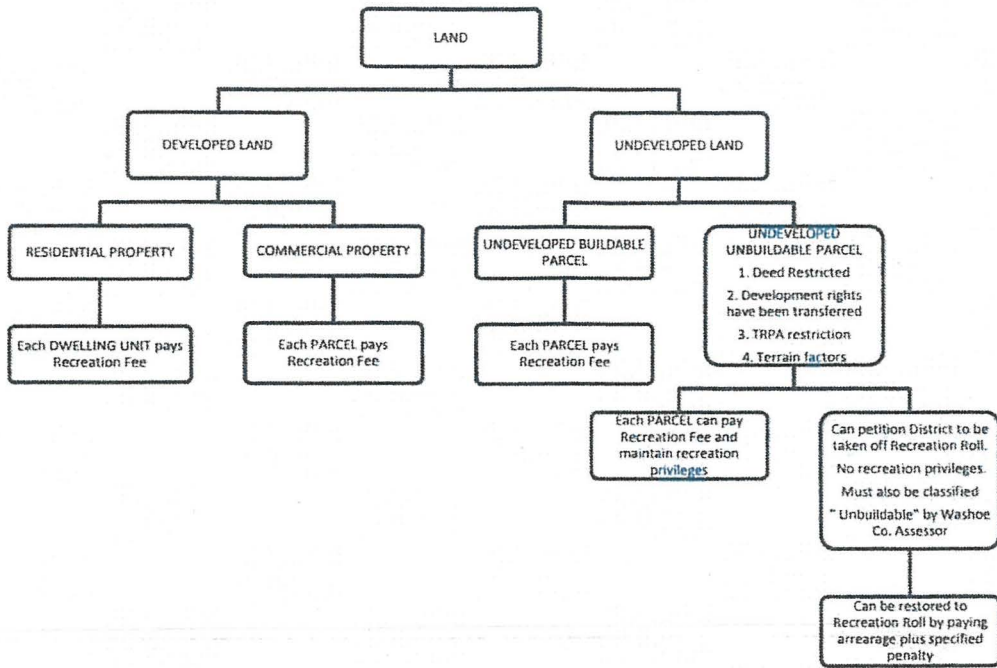 LAND
DEVELOPED LAND
UNDEVELOPED LAND
RESIDENTIAL PROPERTY
COMMERCIAL PROPERTY
UNDEVELOPED BUILDABLE
PARCEL
UNDEVELOPED
UNBUILDABLE PARCEL
1. Deed Restricted
2. Development rights
have been transferred
3. TRPA restriction
4. Terrain factors
Each DWELLING UNIT pays
Recreation Fee
Each PARCEL pays
Recreation Fee
Each PARCEL pays
Recreation Fee
Each PARCEL can pay
Recreation Fee and
maintain recreation
privileges
Can petition District to be
taken off Recreation Roll.
No recreation privileges.
Must also be classified
" Unbuildable" by Washoe
Co. Assessor
Can be restored to
Recreation Roll by paying
arrearage plus specified
penalty